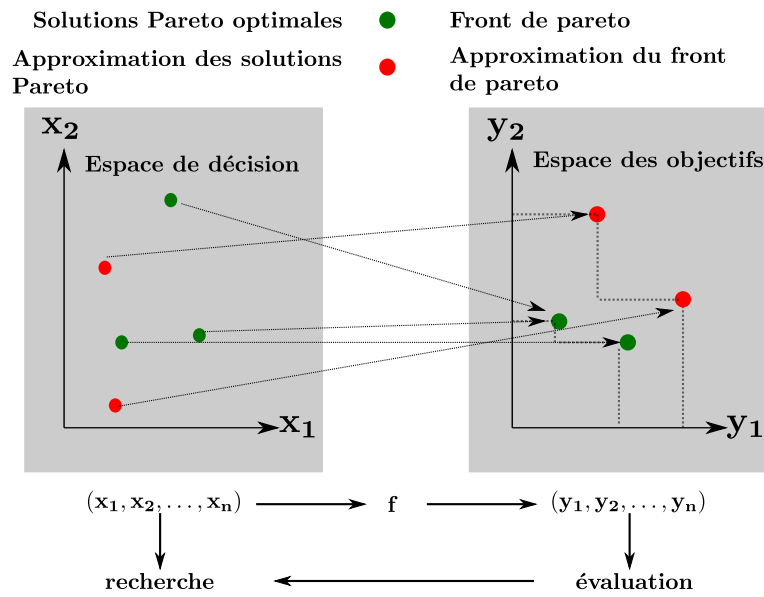 Solutions Pareto optimales
Front de pareto
Approximation des solutions
Pareto
Approximation du front
de pareto
x₂
Espace de décision
x₁
y₂
Espace des objectifs
y₁
(x₁, x₂, . . . , xₙ)
f
(y₁, y₂, . . . , yₙ)
recherche
évaluation